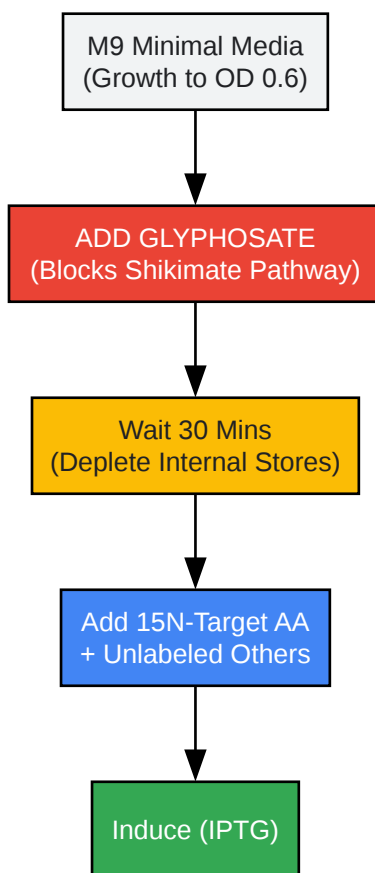 M9 Minimal Media
(Growth to OD 0.6)
ADD GLYPHOSATE
(Blocks Shikimate Pathway)
Wait 30 Mins
(Deplete Internal Stores)
Add 15N-Target AA
+ Unlabeled Others
Induce (IPTG)